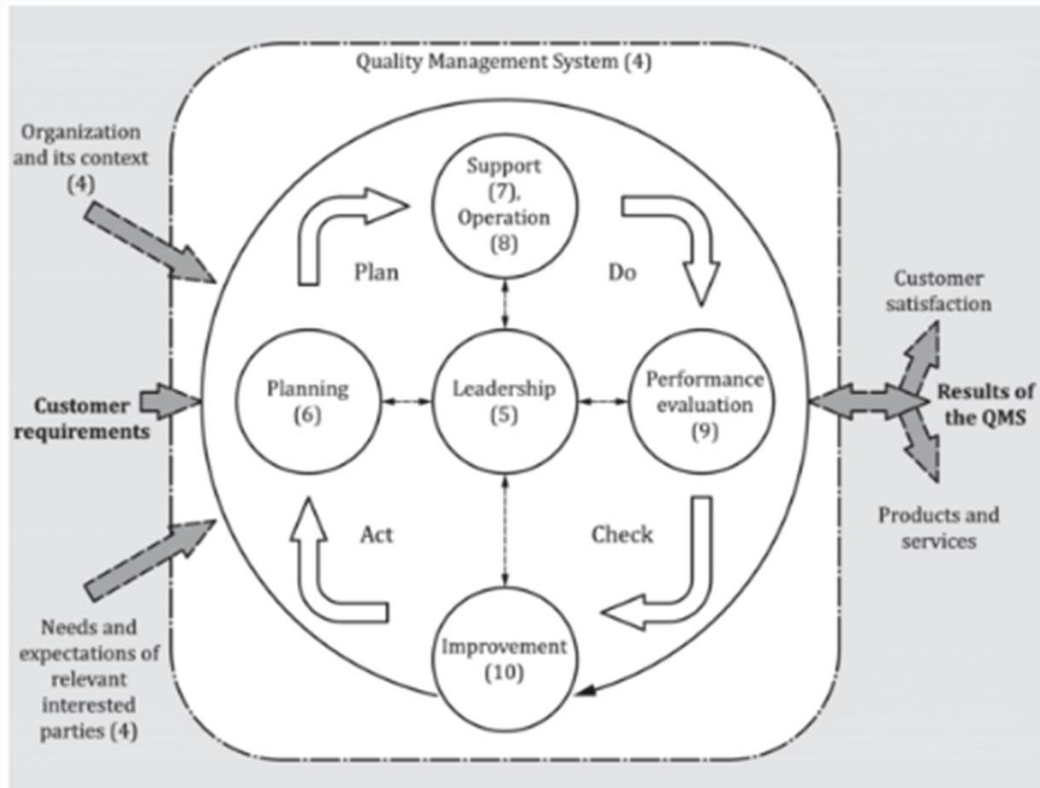 Quality Management System (4)
Organization
and its context
(4)
Support
(7),
Operation
(8)
Plan
Do
Customer
satisfaction
Planning
(6)
Leadership
(5)
Performance
evaluation
(9)
Customer
requirements
Results of
the QMS
Act
Check
Products and
services
Needs and
expectations of
relevant
interested
parties (4)
Improvement
(10)